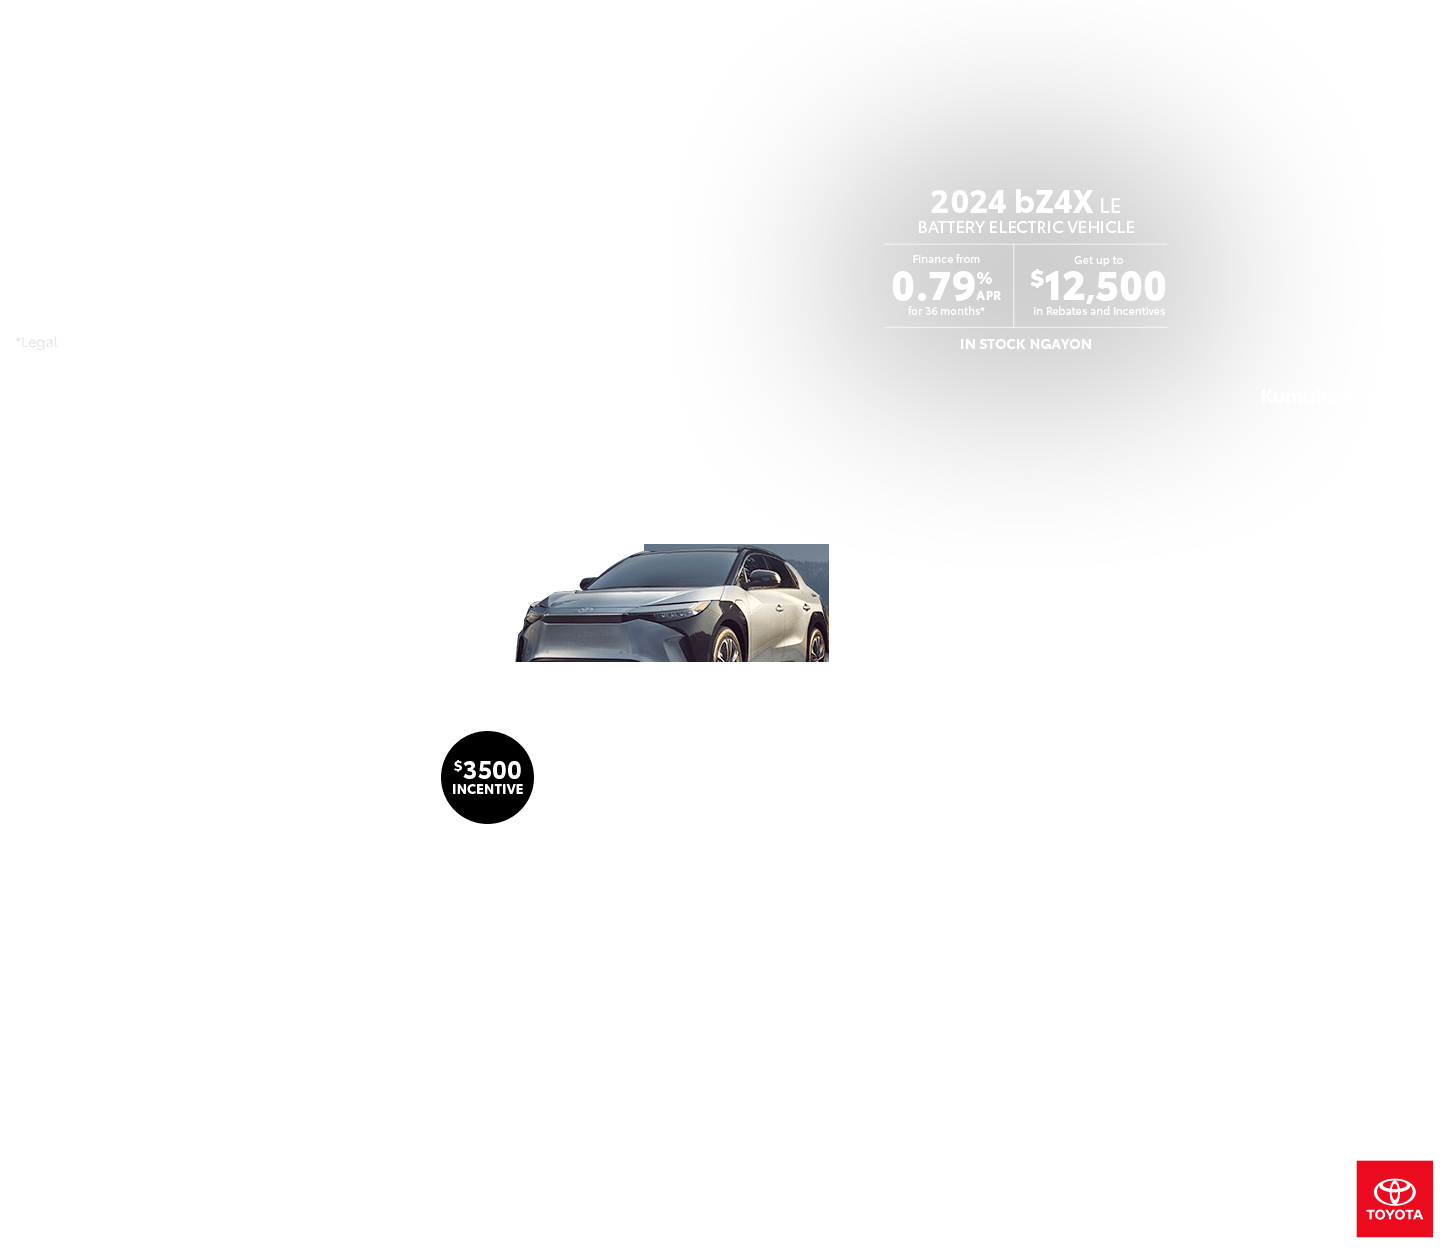 2024 bZ4X LE
BATTERY ELECTRIC VEHICLE
Finance from
0.79% APR
for 36 months*
Get up to
$12,500
in Rebates and Incentives
IN STOCK NGAYON
*Legal
$3500
INCENTIVE
TOYOTA